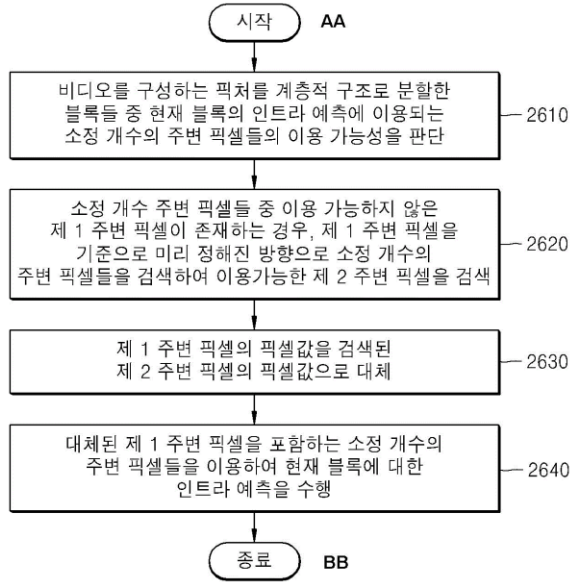 시작 AA
비디오를 구성하는 픽처를 계층적 구조로 분할한
블록들 중 현재 블록의 인트라 예측에 이용되는
소정 개수의 주변 픽셀들의 이용 가능성을 판단
2610
소정 개수 주변 픽셀들 중 이용 가능하지 않은
제 1 주변 픽셀이 존재하는 경우, 제 1 주변 픽셀을
기준으로 미리 정해진 방향으로 소정 개수의
주변 픽셀들을 검색하여 이용가능한 제 2 주변 픽셀을 검색
2620
제 1 주변 픽셀의 픽셀값을 검색된
제 2 주변 픽셀의 픽셀값으로 대체
2630
대체된 제 1 주변 픽셀을 포함하는 소정 개수의
주변 픽셀들을 이용하여 현재 블록에 대한
인트라 예측을 수행
2640
종료 BB